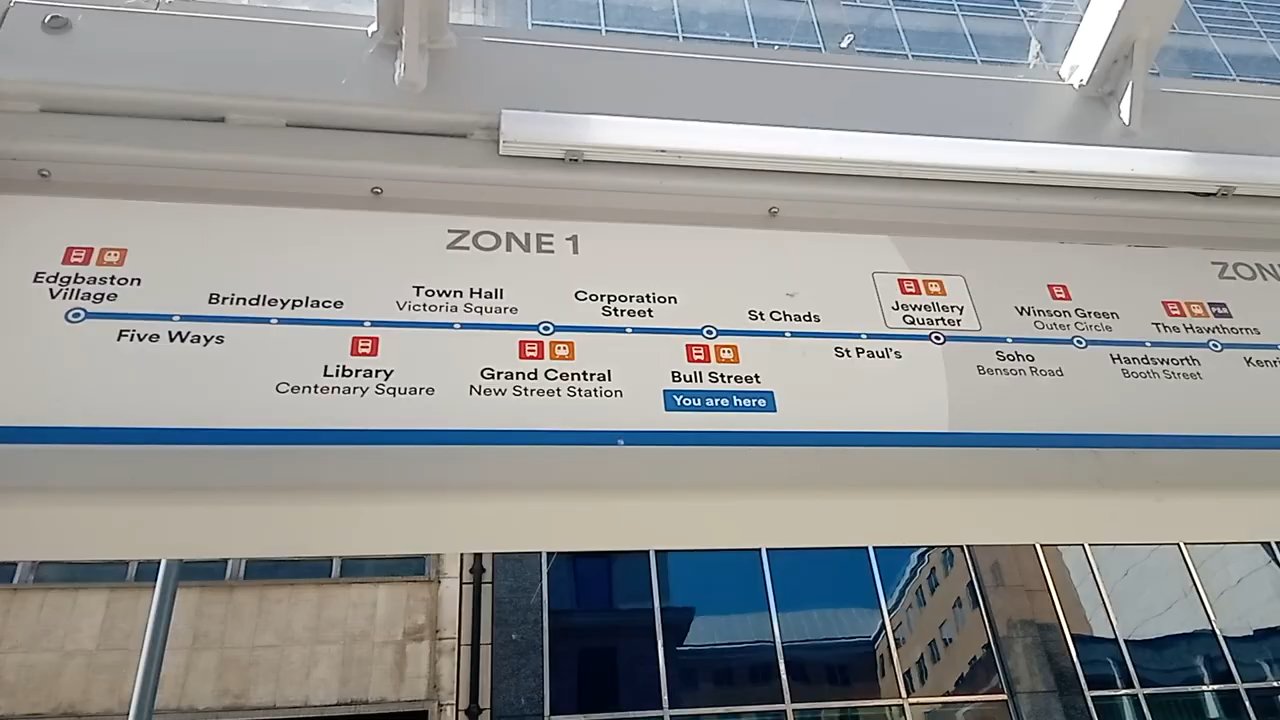 ZONE 1
Edgbaston
Village
Five Ways
Brindleyplace
Library
Centenary Square
Town Hall
Victoria Square
Grand Central
New Street Station
Corporation
Street
Bull Street
You are here
St Chads
St Paul's
Jewellery
Quarter
Soho
Benson Road
Winson Green
Outer Circle
Handsworth
Booth Street
The Hawthorns